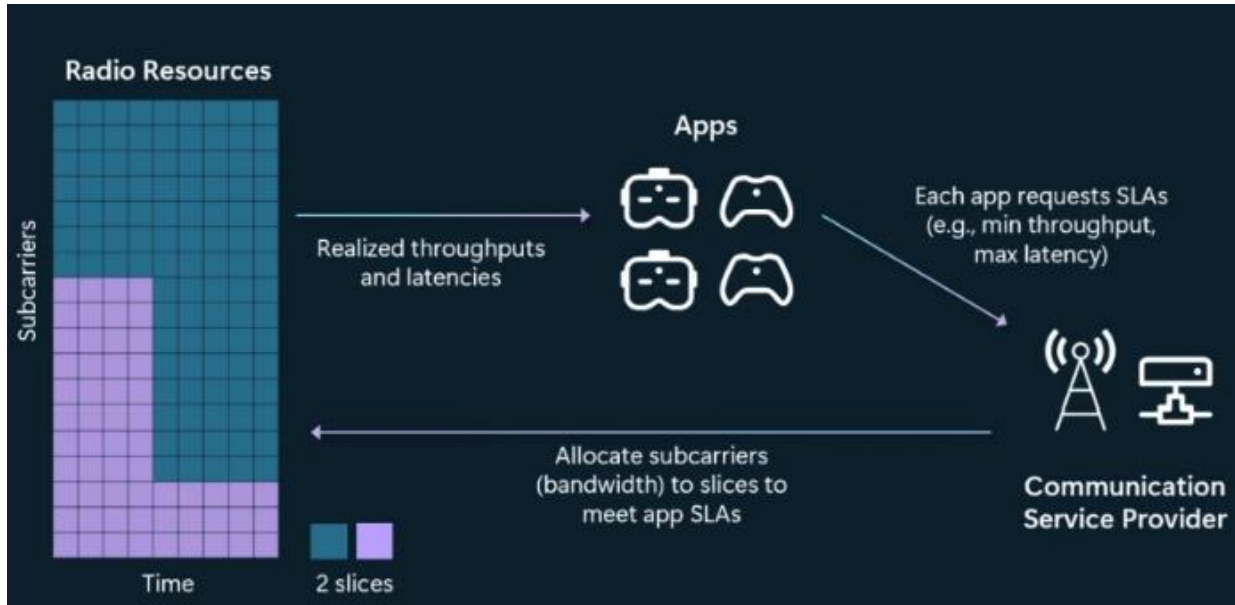 Radio Resources
Subcarriers
Time
2 slices
Realized throughputs
and latencies
Apps
Each app requests SLAs
(e.g., min throughput,
max latency)
Allocate subcarriers
(bandwidth) to slices to
meet app SLAs
Communication
Service Provider